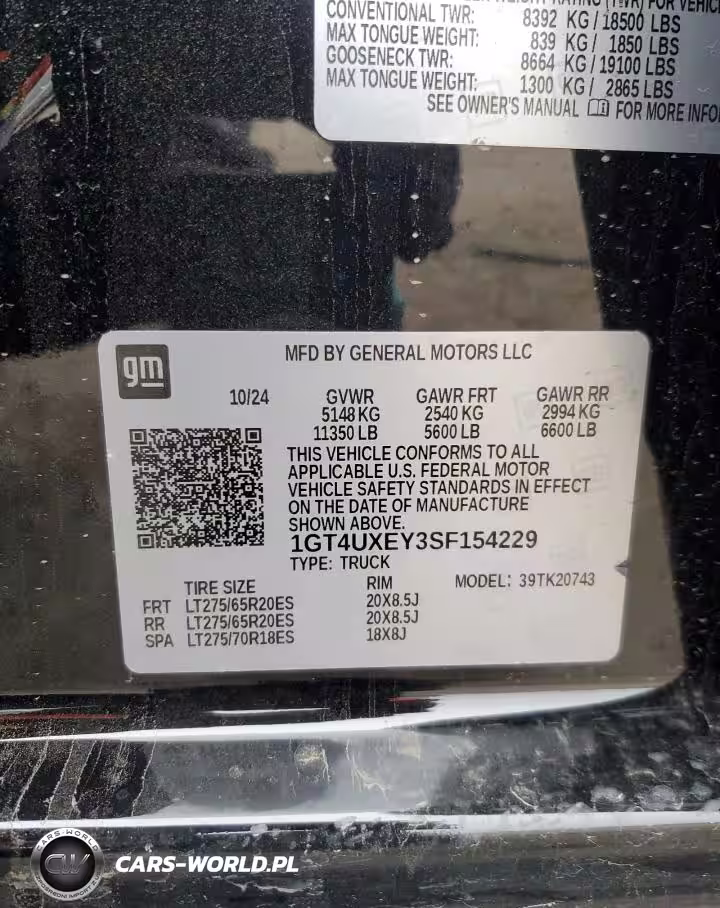 CONVENTIONAL TWR: 8392 KG / 18500 LBS
MAX TONGUE WEIGHT: 839 KG / 1850 LBS
GOOSENECK TWR: 8664 KG / 19100 LBS
MAX TONGUE WEIGHT: 1300 KG / 2865 LBS
SEE OWNER'S MANUAL FOR MORE INFO
gm
MFD BY GENERAL MOTORS LLC
10/24 GVWR GAWR FRT GAWR RR
5148 KG 2540 KG 2994 KG
11350 LB 5600 LB 6600 LB
THIS VEHICLE CONFORMS TO ALL
APPLICABLE U.S. FEDERAL MOTOR
VEHICLE SAFETY STANDARDS IN EFFECT
ON THE DATE OF MANUFACTURE
SHOWN ABOVE.
1GT4UXEY3SF154229
TYPE: TRUCK
TIRE SIZE RIM MODEL: 39TK20743
FRT LT275/65R20ES 20X8.5J
RR LT275/65R20ES 20X8.5J
SPA LT275/70R18ES 18X8J
CARS-WORLD
CW
CARS-WORLD.PL